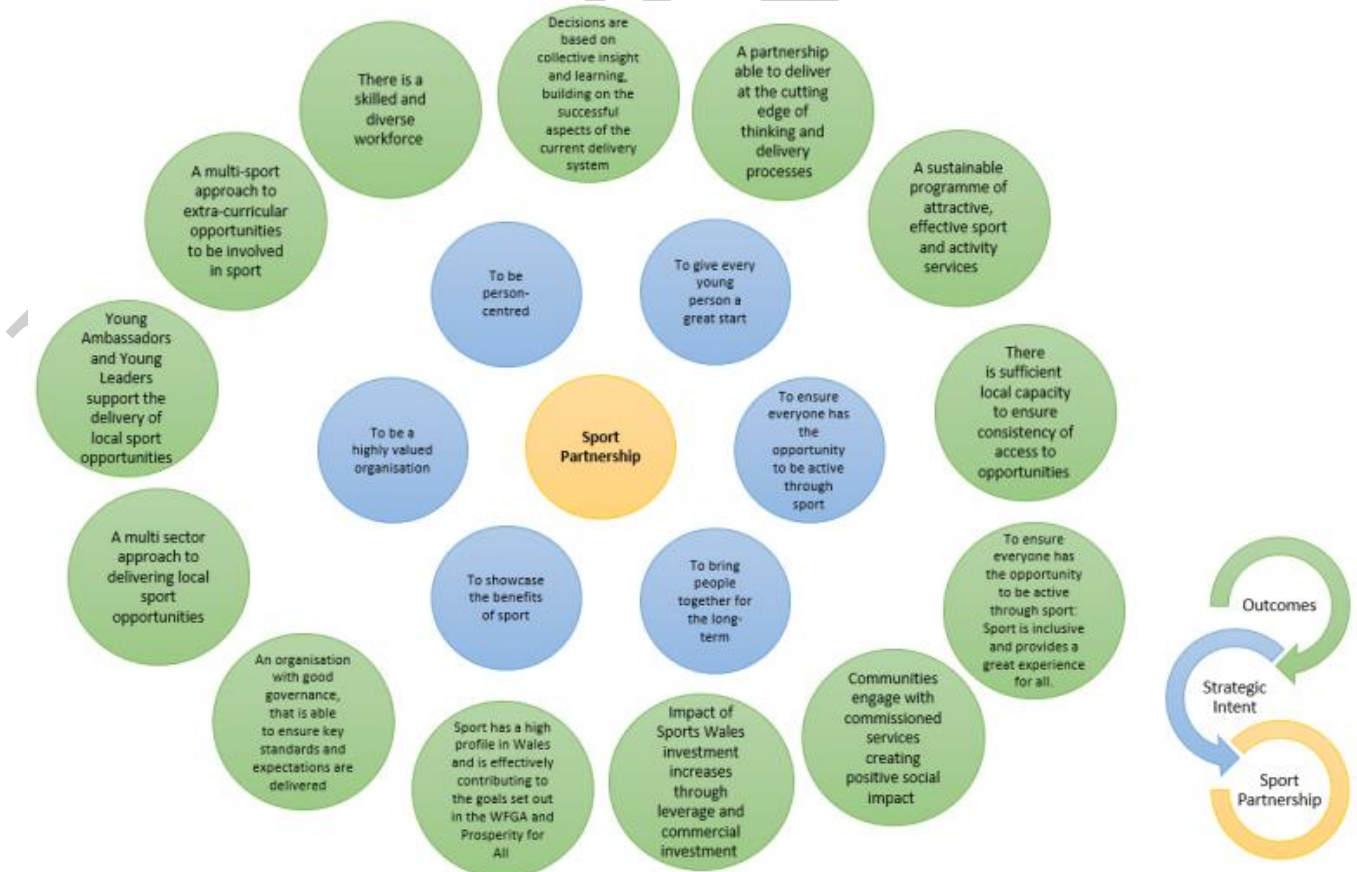 Decisions are
based on
collective insight
and learning,
building on the
successful
aspects of the
current delivery
system
A partnership
able to deliver
at the cutting
edge of
thinking and
delivery
processes
A sustainable
programme of
attractive,
effective sport
and activity
services
There
is sufficient
local capacity
to ensure
consistency of
access to
opportunities
To ensure
everyone has
the opportunity
to be active
through sport:
Sport is inclusive
and provides a
great experience
for all.
Communities
engage with
commissioned
services
creating
positive social
impact
Impact of
Sports Wales
investment
increases
through
leverage and
commercial
investment
Sport has a high
profile in Wales
and is effectively
contributing to
the goals set out
in the WFGA and
Prosperity for
All
An organisation
with good
governance,
that is able
to ensure key
standards and
expectations are
delivered
A multi sector
approach to
delivering local
sport
opportunities
Young
Ambassadors
and Young
Leaders
support the
delivery of
local sport
opportunities
A multi-sport
approach to
extra-curricular
opportunities
to be involved
in sport
There is a
skilled and
diverse
workforce
To be
person-
centred
To give every
young
person a
great start
To ensure
everyone has
the
opportunity
to be active
through
sport
To bring
people
together for
the long-
term
To showcase
the benefits
of sport
To be a
highly valued
organisation
Sport
Partnership
Outcomes
Strategic
Intent
Sport
Partnership